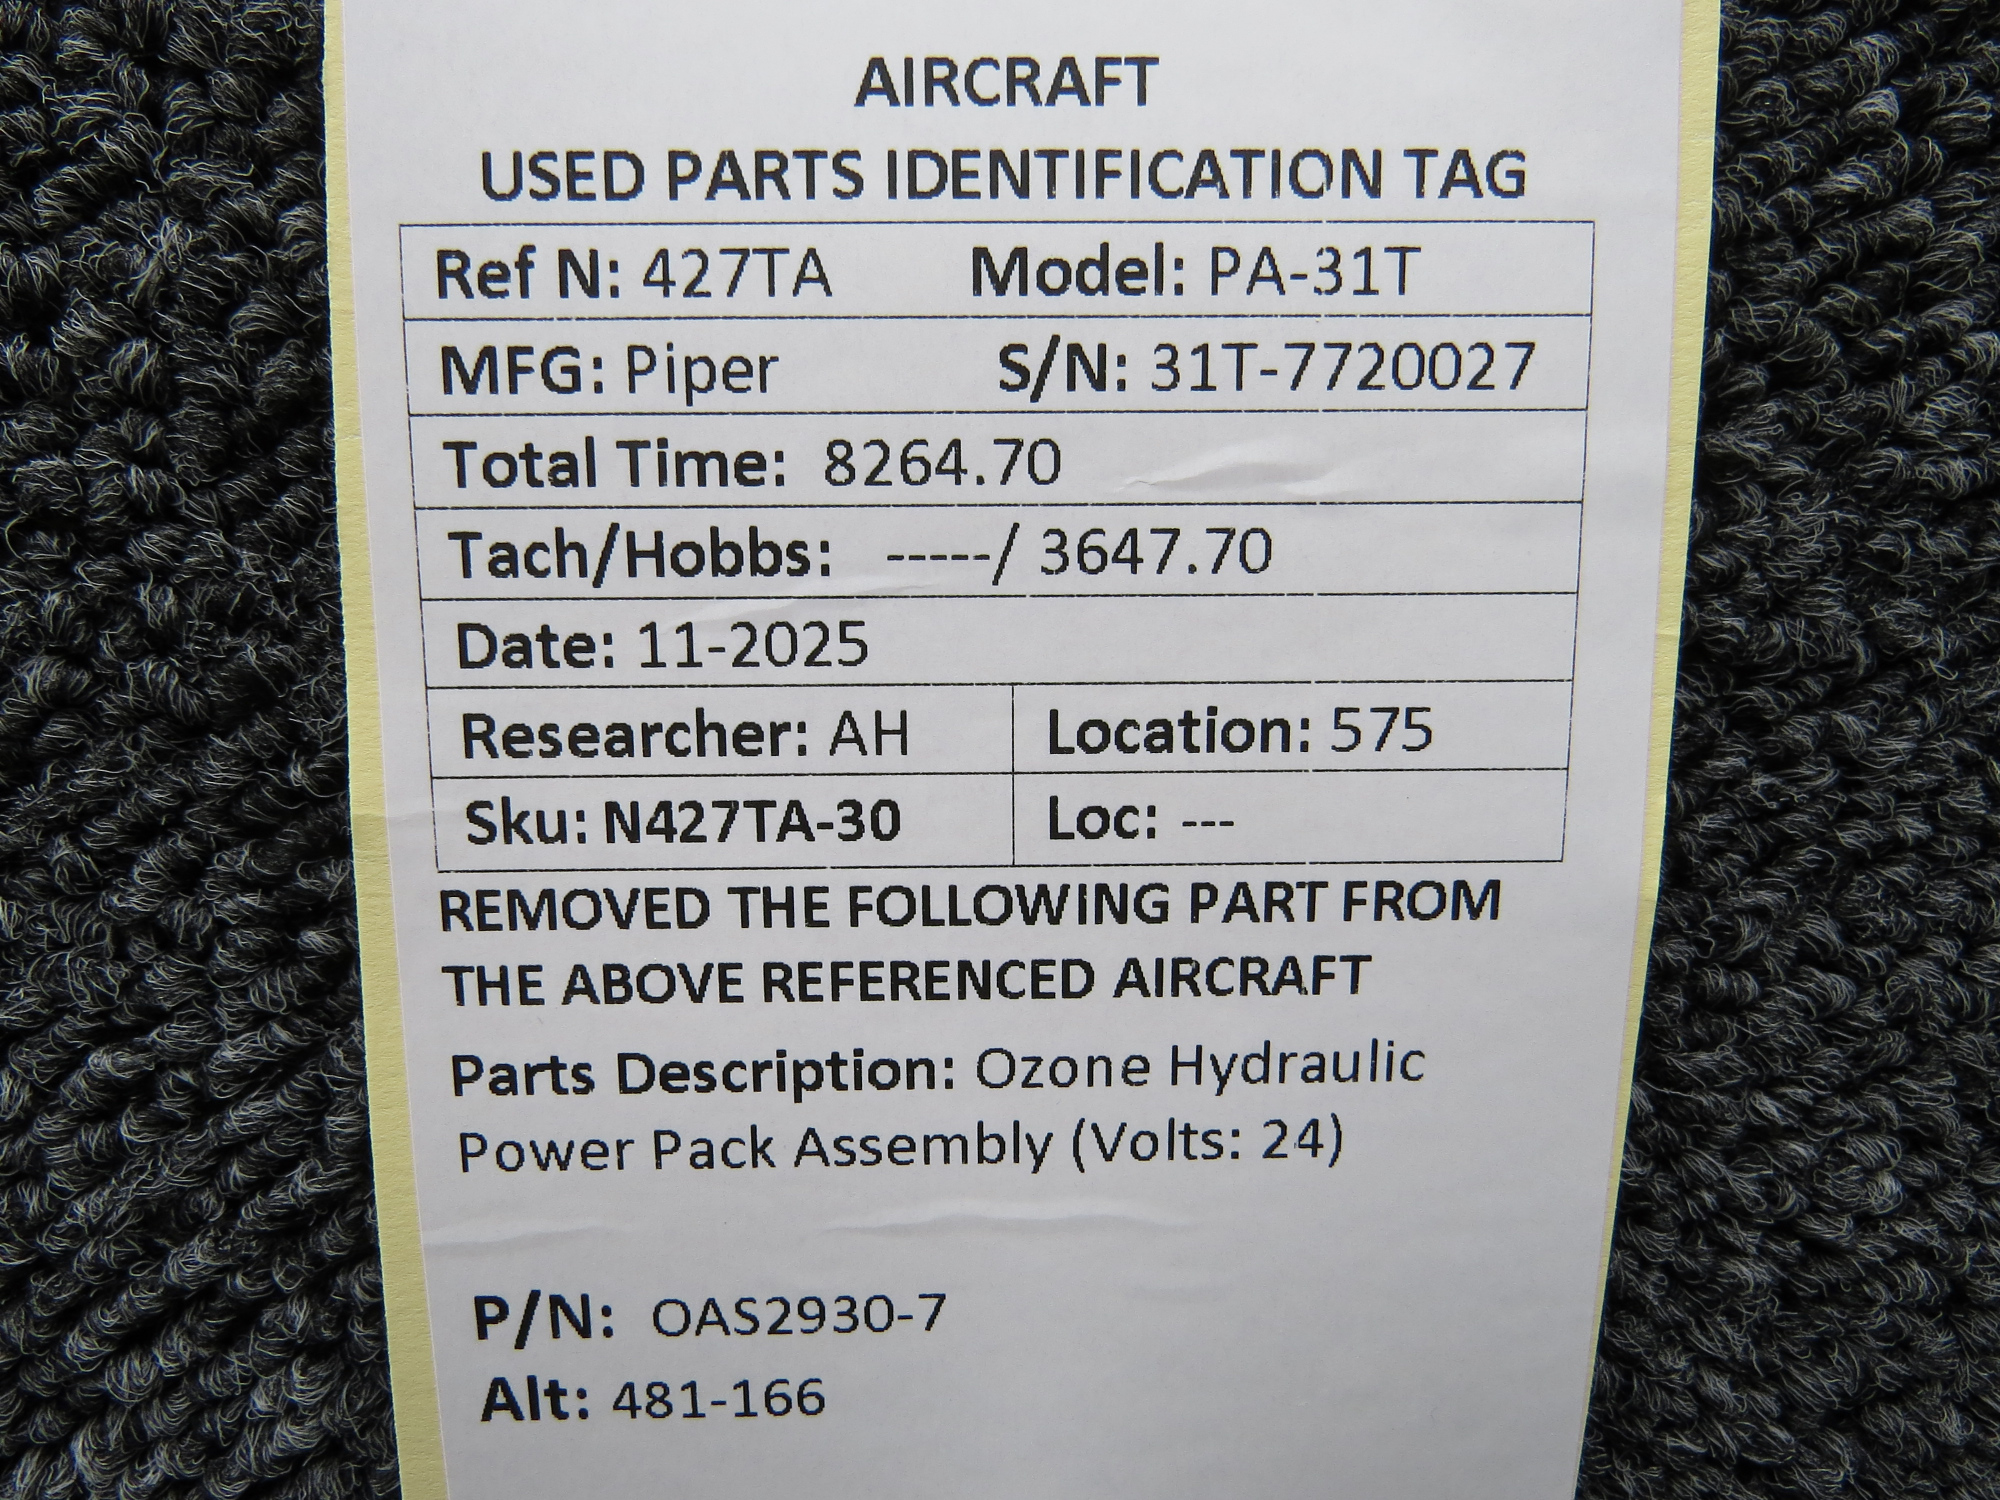 AIRCRAFT
USED PARTS IDENTIFICATION TAG
Ref N: 427TA Model: PA-31T
MFG: Piper S/N: 31T-7720027
Total Time: 8264.70
Tach/Hobbs: -----/ 3647.70
Date: 11-2025
Researcher: AH Location: 575
Sku: N427TA-30 Loc: ---
REMOVED THE FOLLOWING PART FROM
THE ABOVE REFERENCED AIRCRAFT
Parts Description: Ozone Hydraulic
Power Pack Assembly (Volts: 24)
P/N: OAS2930-7
Alt: 481-166